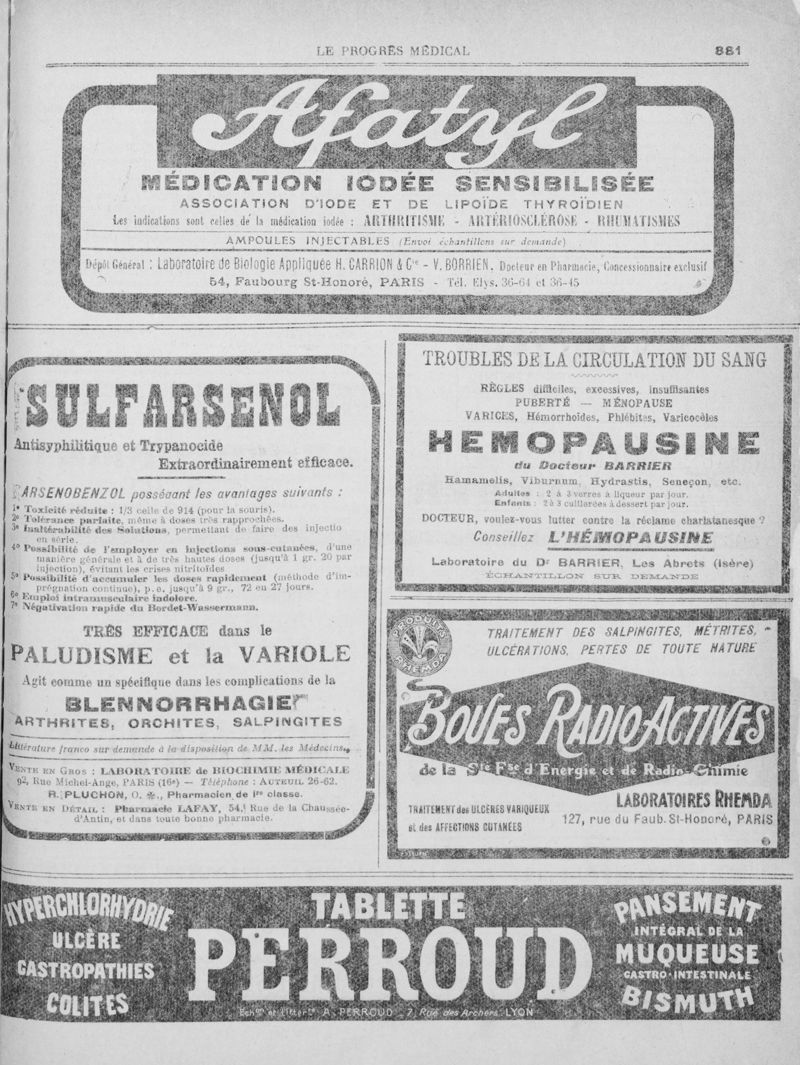 LE PROGRÈS MÉDICAL 881
Afatyl
MÉDICATION IODÉE SENSIBILISÉE
ASSOCIATION D'IODE ET DE LIPOÏDE THYROÏDIEN
Les indications sont celles de la médication iodée : ARTHRITISME - ARTÉRIOSCLÉROSE - RHUMATISMES
AMPOULES INJECTABLES (Envoi échantillons sur demande)
Dépôt Général : Laboratoire de Biologie Appliquée H. CARRION & Cie - V. BORRIEN, Docteur en Pharmacie, Concessionnaire exclusif
54, Faubourg St-Honoré, PARIS - Tél. Elys. 36-64 et 36-45
SULFARSENOL
Antisyphilitique et Trypanocide
Extraordinairement efficace.
ARSENOBENZOL possédant les avantages suivants :
1° Toxicité réduite : 1/3 celle de 914 (pour la souris).
2° Tolérance parfaite, même à doses très rapprochées.
3° Inaltérabilité des Solutions, permettant de faire des injectio
en série.
4° Possibilité de l'employer en injections sous-cutanées, d'une
manière générale et à de très hautes doses (jusqu'à 1 gr. 20 par
injection), évitant les crises nitritoïdes
5° Possibilité d'accumuler les doses rapidement (méthode d'im-
prégnation continue), p. e. jusqu'à 9 gr., 72 en 27 jours.
6° Emploi intramusculaire indolore.
7° Négativation rapide du Bordet-Wassermann.
TRÈS EFFICACE dans le
PALUDISME et la VARIOLE
Agit comme un spécifique dans les complications de la
BLENNORRHAGIE
ARTHRITES, ORCHITES, SALPINGITES
Littérature franco sur demande à la disposition de MM. les Médecins.
VENTE EN GROS : LABORATOIRE de BIOCHIMIE MÉDICALE
92, Rue Michel-Ange, PARIS (16e) - Téléphone : AUTEUIL 26-62.
R. PLUCHON, O. ✻., Pharmacien de Ire classe.
VENTE EN DÉTAIL : Pharmacie LAFAY, 54, Rue de la Chaussée-
d'Antin, et dans toute bonne pharmacie.
TROUBLES DE LA CIRCULATION DU SANG
RÈGLES difficiles, excessives, insuffisantes
PUBERTÉ — MÉNOPAUSE
VARICES, Hémorrhoïdes, Phlébites, Varicocèles
HEMOPAUSINE
du Docteur BARRIER
Hamamelis, Viburnum, Hydrastis, Seneçon, etc.
Adultes : 2 à 3 verres à liqueur par jour.
Enfants : 2 à 3 cuillerées à dessert par jour.
DOCTEUR, voulez-vous lutter contre la réclame charlatanesque ?
Conseillez L'HÉMOPAUSINE
Laboratoire du Dr BARRIER, Les Abrets (Isère)
ÉCHANTILLON SUR DEMANDE
PRODUITS RHEMDA
TRAITEMENT DES SALPINGITES, MÉTRITES,
ULCÉRATIONS, PERTES DE TOUTE NATURE
BOUES RADIO-ACTIVES
de la Sté Fse d'Energie et de Radio-Chimie
TRAITEMENT des ULCÈRES VARIQUEUX
et des AFFECTIONS CUTANÉES
LABORATOIRES RHEMDA
127, rue du Faub. St-Honoré, PARIS
HYPERCHLORHYDRIE
ULCÈRE
GASTROPATHIES
COLITES
TABLETTE
PERROUD
Echons et Littére A. PERROUD _ 7, Rue des Archers. LYON
PANSEMENT
INTÉGRAL DE LA
MUQUEUSE
GASTRO-INTESTINALE
BISMUTH